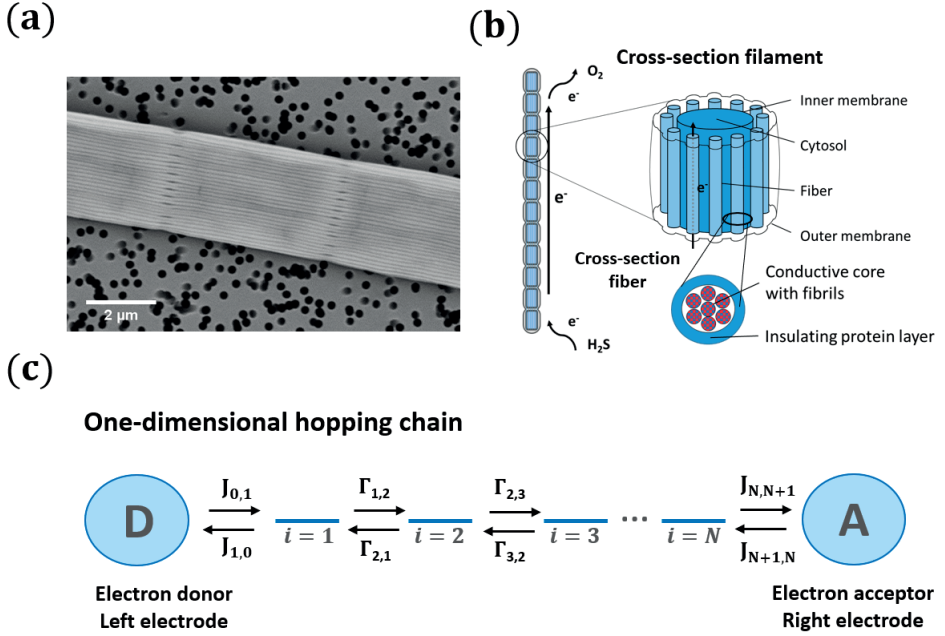 (a)
2 μm
(b)
Cross-section filament
O₂
e⁻
e⁻
e⁻
H₂S
e⁻
Inner membrane
Cytosol
Fiber
Outer membrane
Cross-section
fiber
Conductive core
with fibrils
Insulating protein layer
(c)
One-dimensional hopping chain
D
J₀,₁
J₁,₀
i = 1
Γ₁,₂
Γ₂,₁
i = 2
Γ₂,₃
Γ₃,₂
i = 3
...
i = N
J_N,N+1
J_N+1,N
A
Electron donor
Left electrode
Electron acceptor
Right electrode